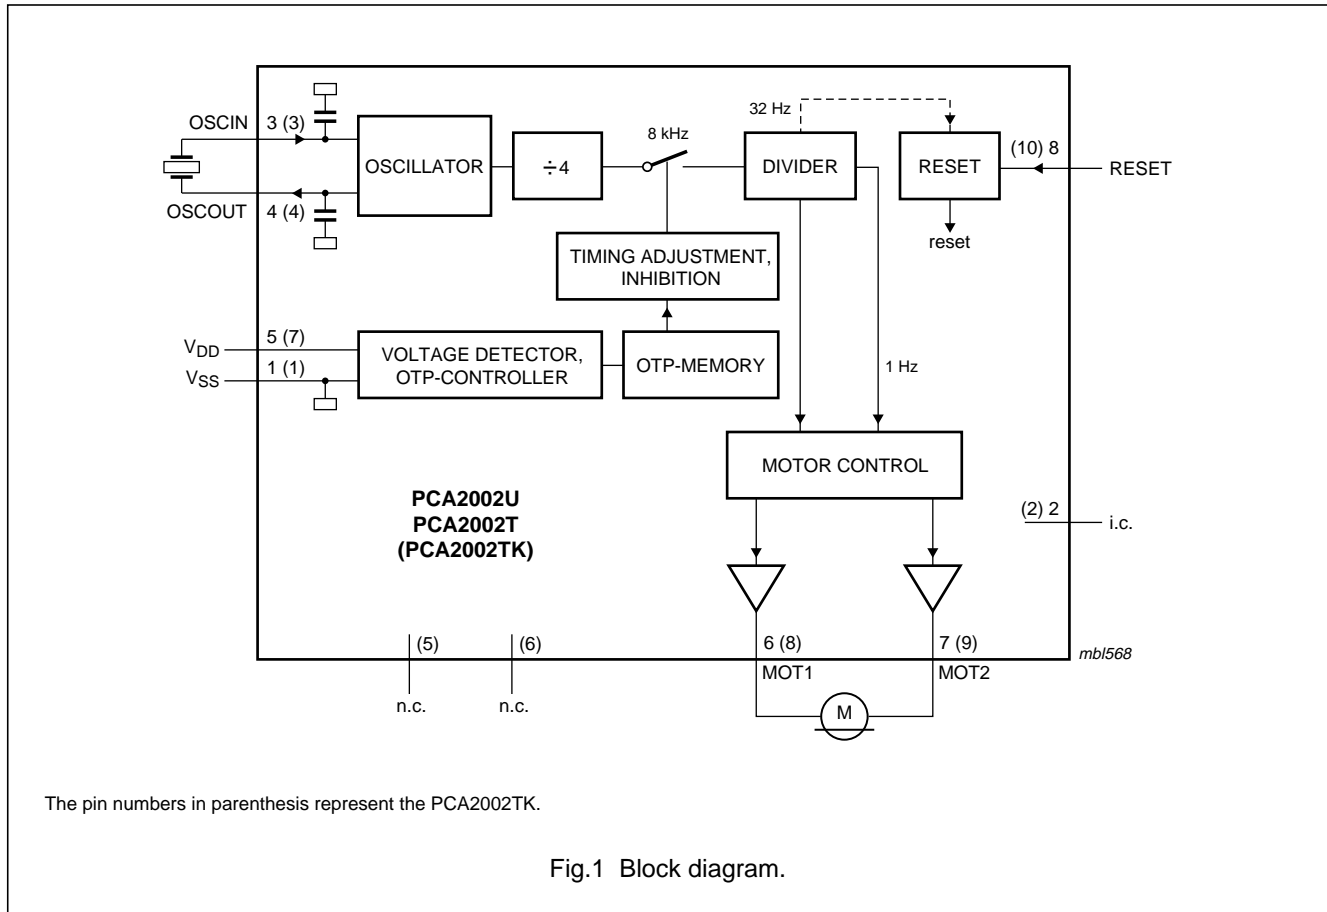 32 Hz
OSCIN
3 (3)
8 kHz
(10) 8
OSCILLATOR
÷4
DIVIDER
RESET
RESET
OSCOUT
4 (4)
reset
TIMING ADJUSTMENT,
INHIBITION
5 (7)
VDD
VSS
1 (1)
VOLTAGE DETECTOR,
OTP-CONTROLLER
OTP-MEMORY
1 Hz
MOTOR CONTROL
PCA2002U
PCA2002T
(PCA2002TK)
(2) 2
i.c.
(5)
(6)
6 (8)
7 (9)
mbl568
MOT1
MOT2
n.c.
n.c.
M
The pin numbers in parenthesis represent the PCA2002TK.
Fig.1 Block diagram.